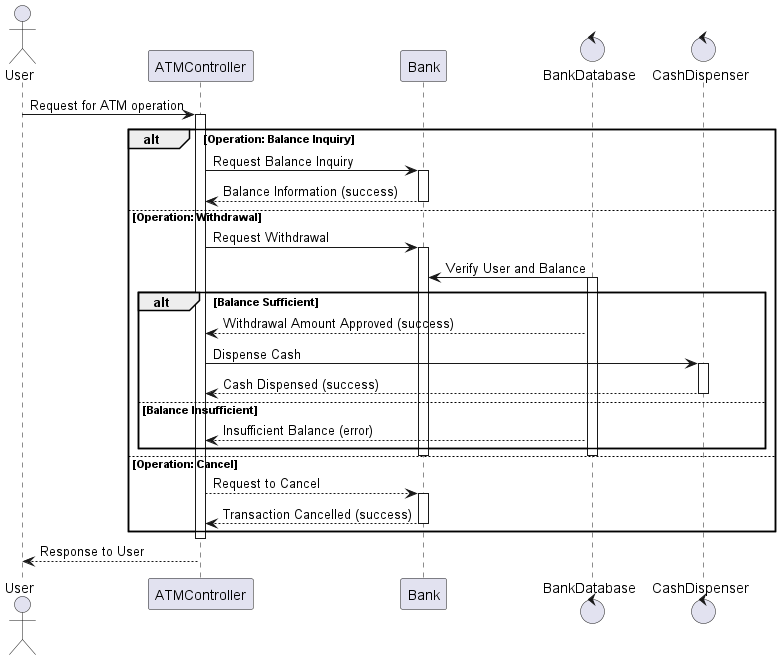 User
ATMController
Bank
BankDatabase
CashDispenser
Request for ATM operation
alt
[Operation: Balance Inquiry]
Request Balance Inquiry
Balance Information (success)
[Operation: Withdrawal]
Request Withdrawal
Verify User and Balance
alt
[Balance Sufficient]
Withdrawal Amount Approved (success)
Dispense Cash
Cash Dispensed (success)
[Balance Insufficient]
Insufficient Balance (error)
[Operation: Cancel]
Request to Cancel
Transaction Cancelled (success)
Response to User
User
ATMController
Bank
BankDatabase
CashDispenser